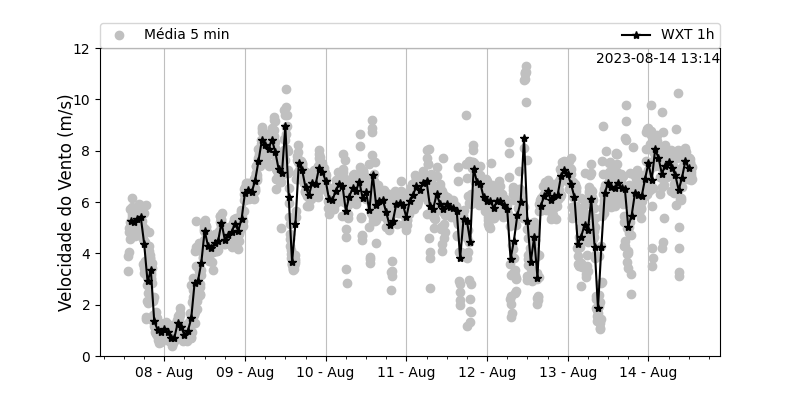 Média 5 min
WXT 1h
2023-08-14 13:14
Velocidade do Vento (m/s)
12
10
8
6
4
2
0
08 - Aug
09 - Aug
10 - Aug
11 - Aug
12 - Aug
13 - Aug
14 - Aug